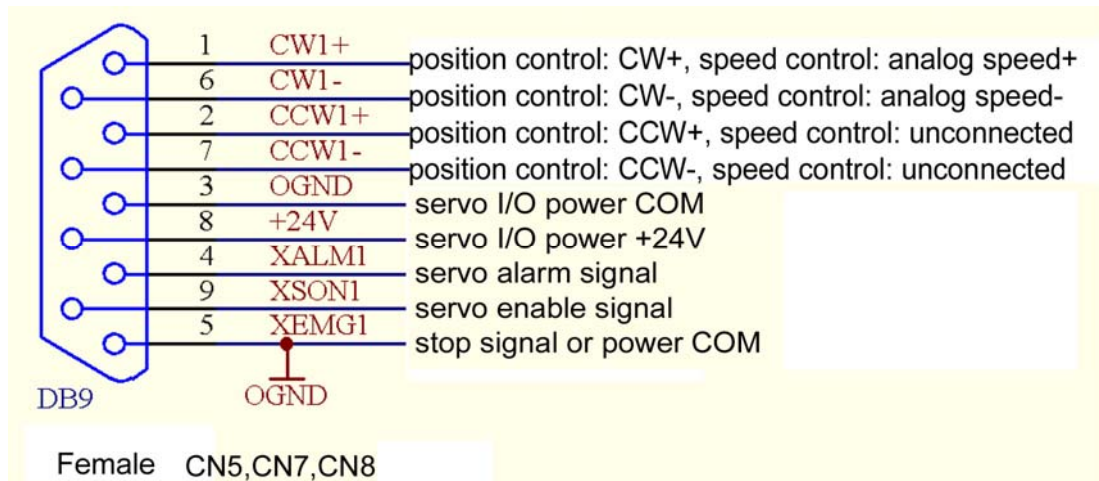 1 CW1+ position control: CW+, speed control: analog speed+
6 CW1- position control: CW-, speed control: analog speed-
2 CCW1+ position control: CCW+, speed control: unconnected
7 CCW1- position control: CCW-, speed control: unconnected
3 OGND servo I/O power COM
8 +24V servo I/O power +24V
4 XALM1 servo alarm signal
9 XSON1 servo enable signal
5 XEMG1 stop signal or power COM
DB9 OGND
Female CN5,CN7,CN8